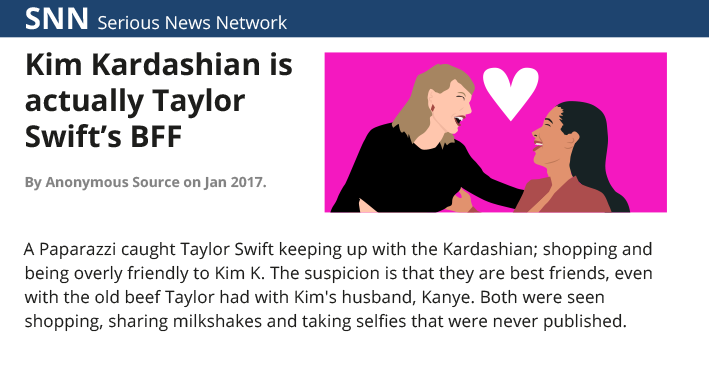 SNN Serious News Network
Kim Kardashian is
actually Taylor
Swift’s BFF
By Anonymous Source on Jan 2017.
A Paparazzi caught Taylor Swift keeping up with the Kardashian; shopping and
being overly friendly to Kim K. The suspicion is that they are best friends, even
with the old beef Taylor had with Kim's husband, Kanye. Both were seen
shopping, sharing milkshakes and taking selfies that were never published.